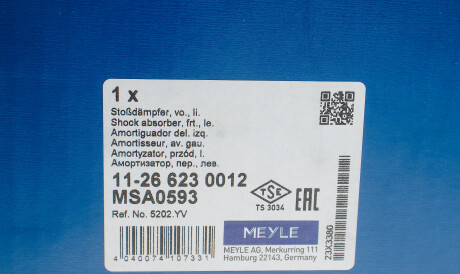 1 x
Stoßdämpfer, vo., li.
Shock absorber, frt., le.
Amortiguador del. izq.
Amortisseur, av. gau.
Amortyzator, przód, l.
Амортизатор, пер., лев.
11-26 623 0012
MSA0593
Ref. No. 5202.YV
TSE
TS 3034
EAC
MEYLE
MEYLE AG, Merkurring 111
Hamburg 22143, Germany
23X3380
4 040074 107331